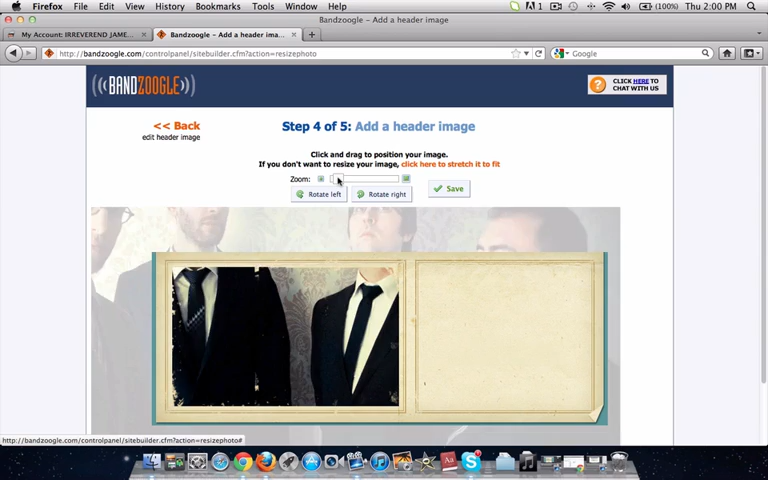 Firefox File Edit View History Bookmarks Tools Window Help
1 (100%) Thu 2:00 PM
Bandzoogle – Add a header image
My Account: IRREVEREND JAME...
Bandzoogle – Add a header ima...
http://bandzoogle.com/controlpanel/sitebuilder.cfm?action=resizephoto
Google
BANDZOOGLE
CLICK HERE TO
CHAT WITH US
<< Back
edit header image
Step 4 of 5: Add a header image
Click and drag to position your image.
If you don't want to resize your image, click here to stretch it to fit
Zoom:
Rotate left
Rotate right
Save
http://bandzoogle.com/controlpanel/sitebuilder.cfm?action=resizephoto#